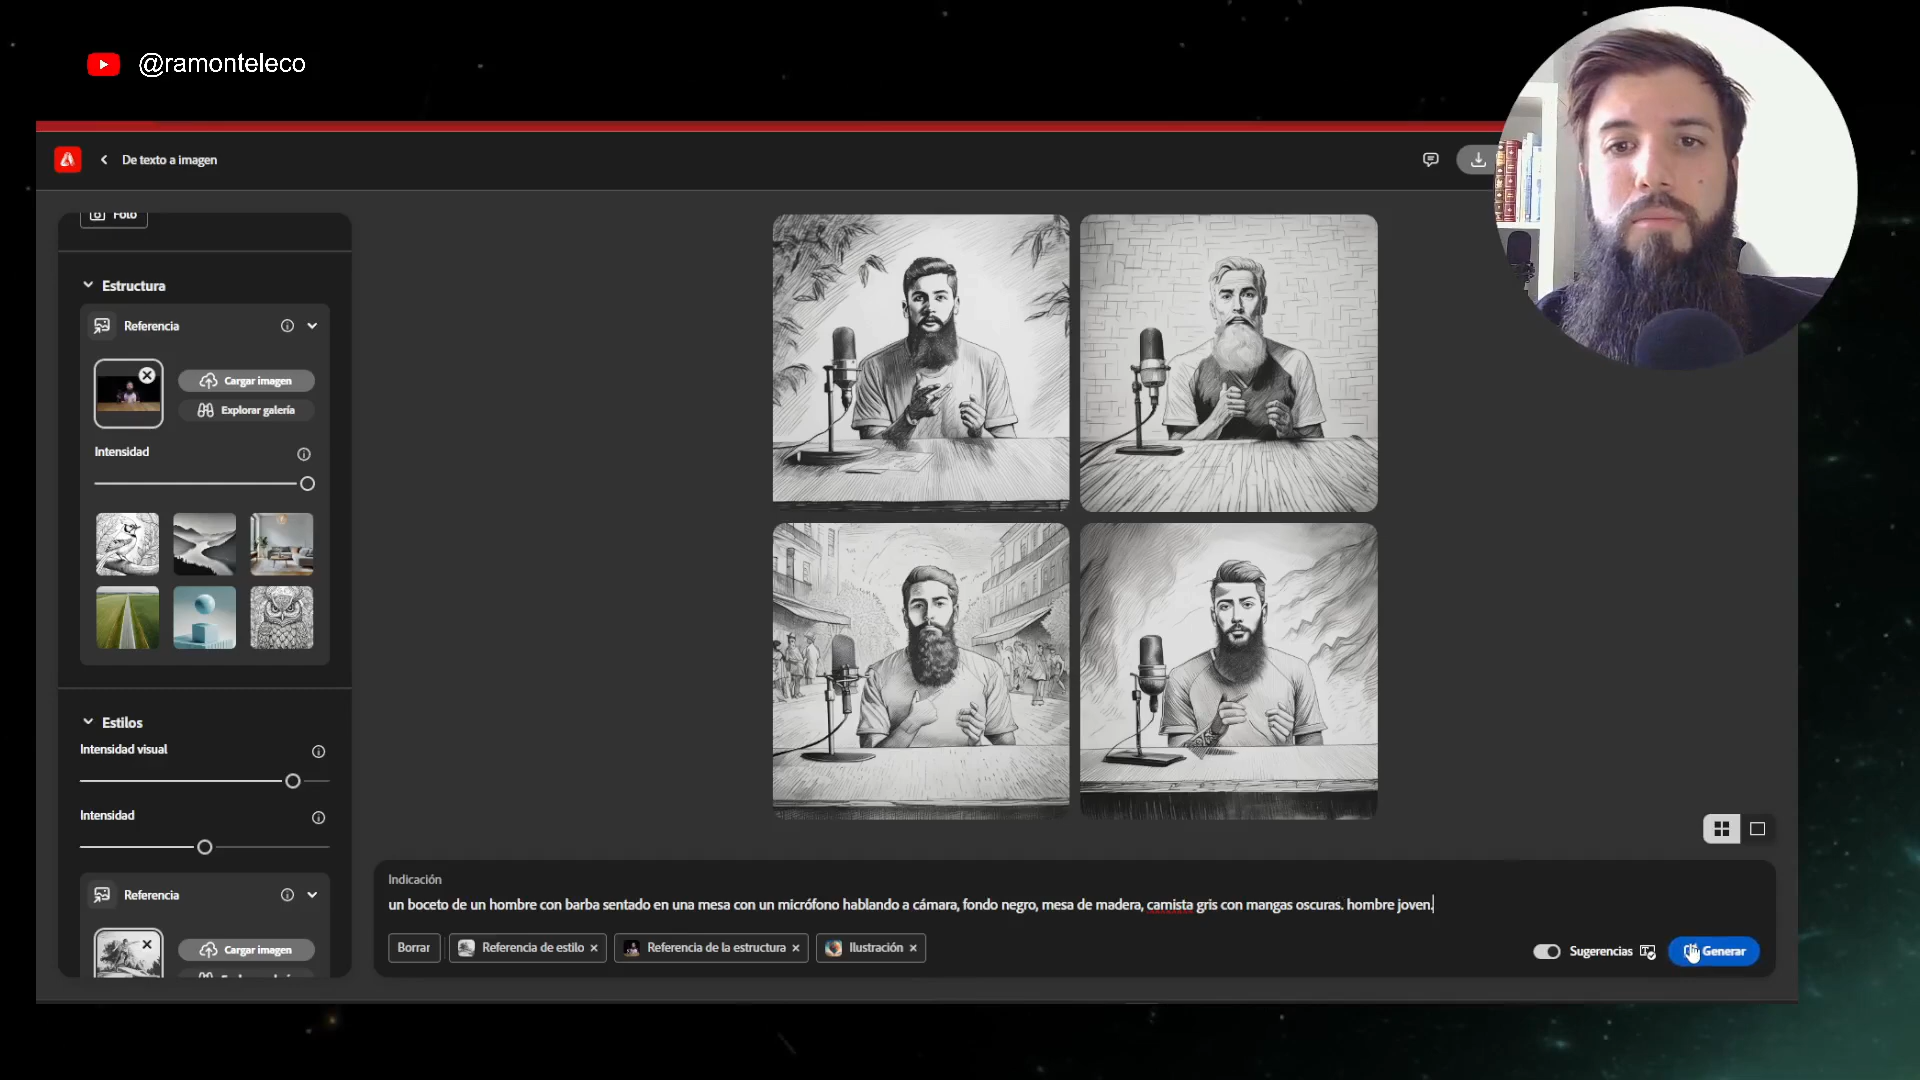 @ramonteleco
De texto a imagen
Foto
Estructura
Referencia
Cargar imagen
Explorar galería
Intensidad
Estilos
Intensidad visual
Intensidad
Referencia
Cargar imagen
Indicación
un boceto de un hombre con barba sentado en una mesa con un micrófono hablando a cámara, fondo negro, mesa de madera, camista gris con mangas oscuras. hombre joven.
Borrar
Referencia de estilo
Referencia de la estructura
Ilustración
Sugerencias
Generar